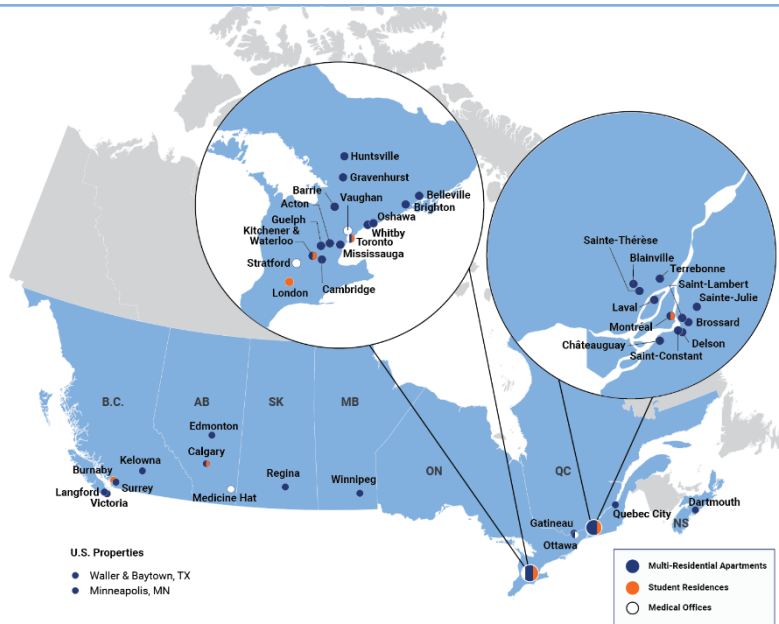 Huntsville
Gravenhurst
Barrie
Vaughan
Belleville
Acton
Brighton
Oshawa
Guelph
Whitby
Kitchener &
Waterloo
Toronto
Mississauga
Stratford
London
Cambridge
Sainte-Thérèse
Blainville
Terrebonne
Saint-Lambert
Sainte-Julie
Laval
Montréal
Brossard
Châteauguay
Delson
Saint-Constant
B.C.
AB
SK
MB
ON
QC
NS
Edmonton
Calgary
Kelowna
Burnaby
Surrey
Langford
Victoria
Medicine Hat
Regina
Winnipeg
Gatineau
Ottawa
Quebec City
Dartmouth
U.S. Properties
Waller & Baytown, TX
Minneapolis, MN
Multi-Residential Apartments
Student Residences
Medical Offices